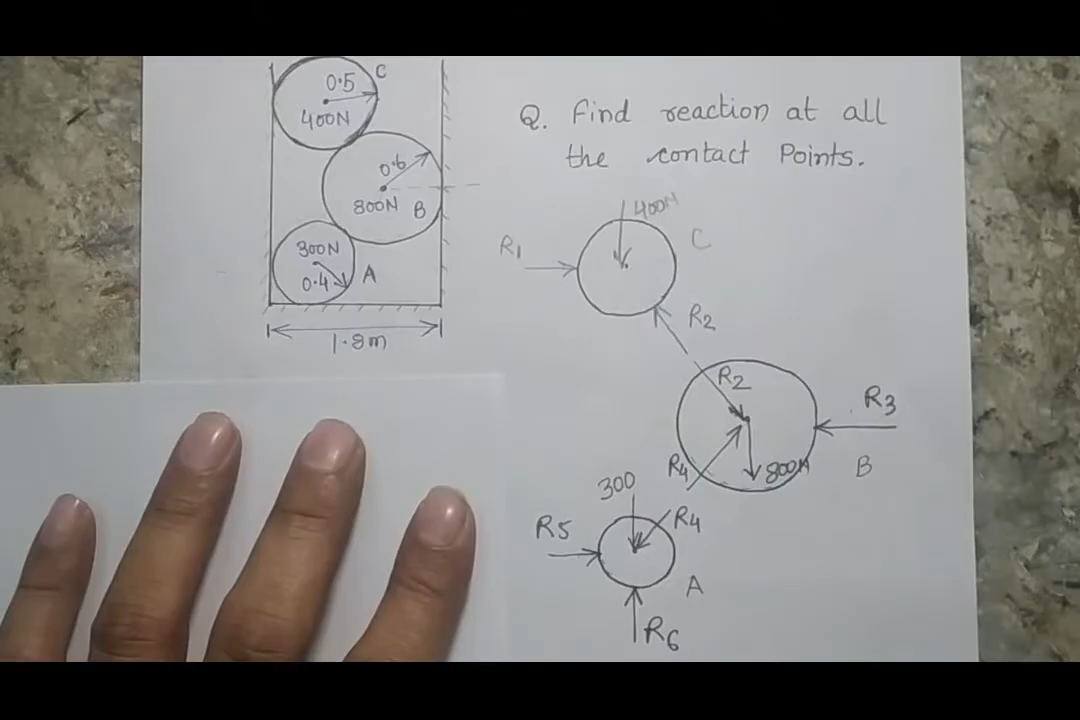 0.5
C
400N
0.6
800N
B
300N
0.4
A
1.8m
Q. Find reaction at all
the contact Points.
400N
C
R1
R2
R2
R3
800N
B
R4
300
R4
R5
A
R6